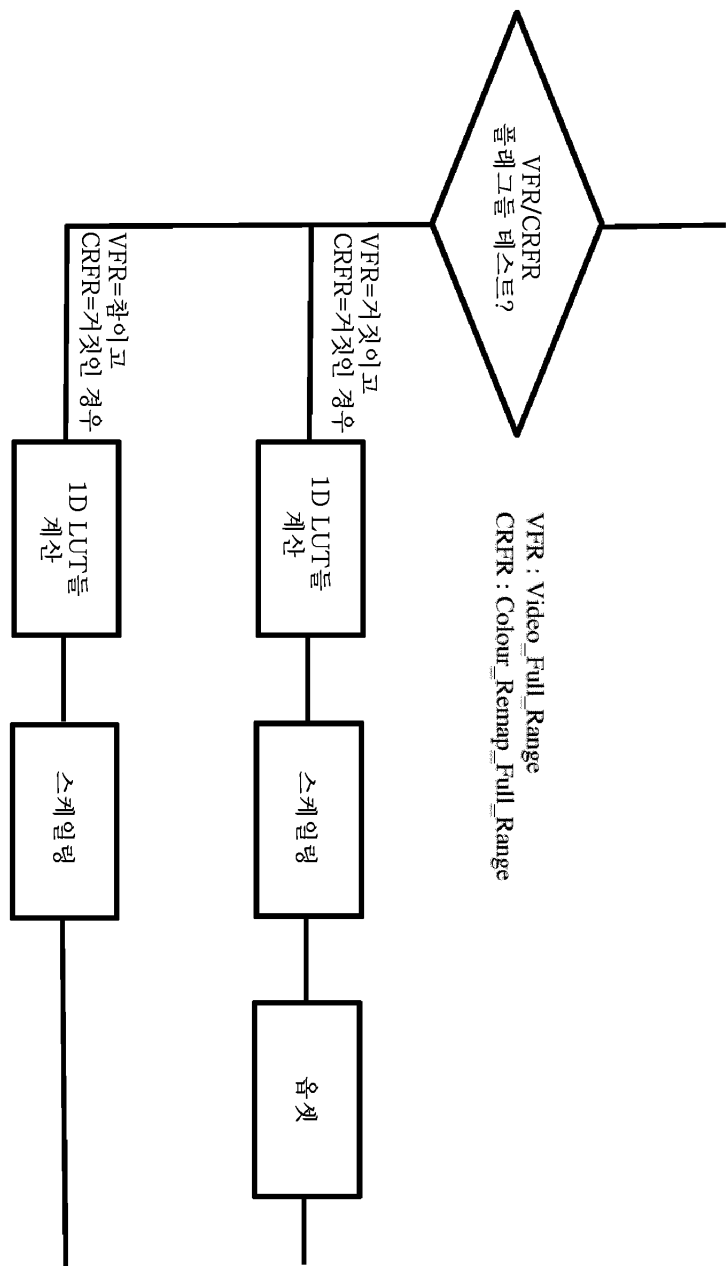 VFR/CRFR
플래그들 테스트?
VFR : Video_Full_Range
CRFR : Colour_Remap_Full_Range
VFR=거짓이고
CRFR=거짓인 경우
1D LUT들
계산
스케일링
옵셋
VFR=참이고
CRFR=거짓인 경우
1D LUT들
계산
스케일링